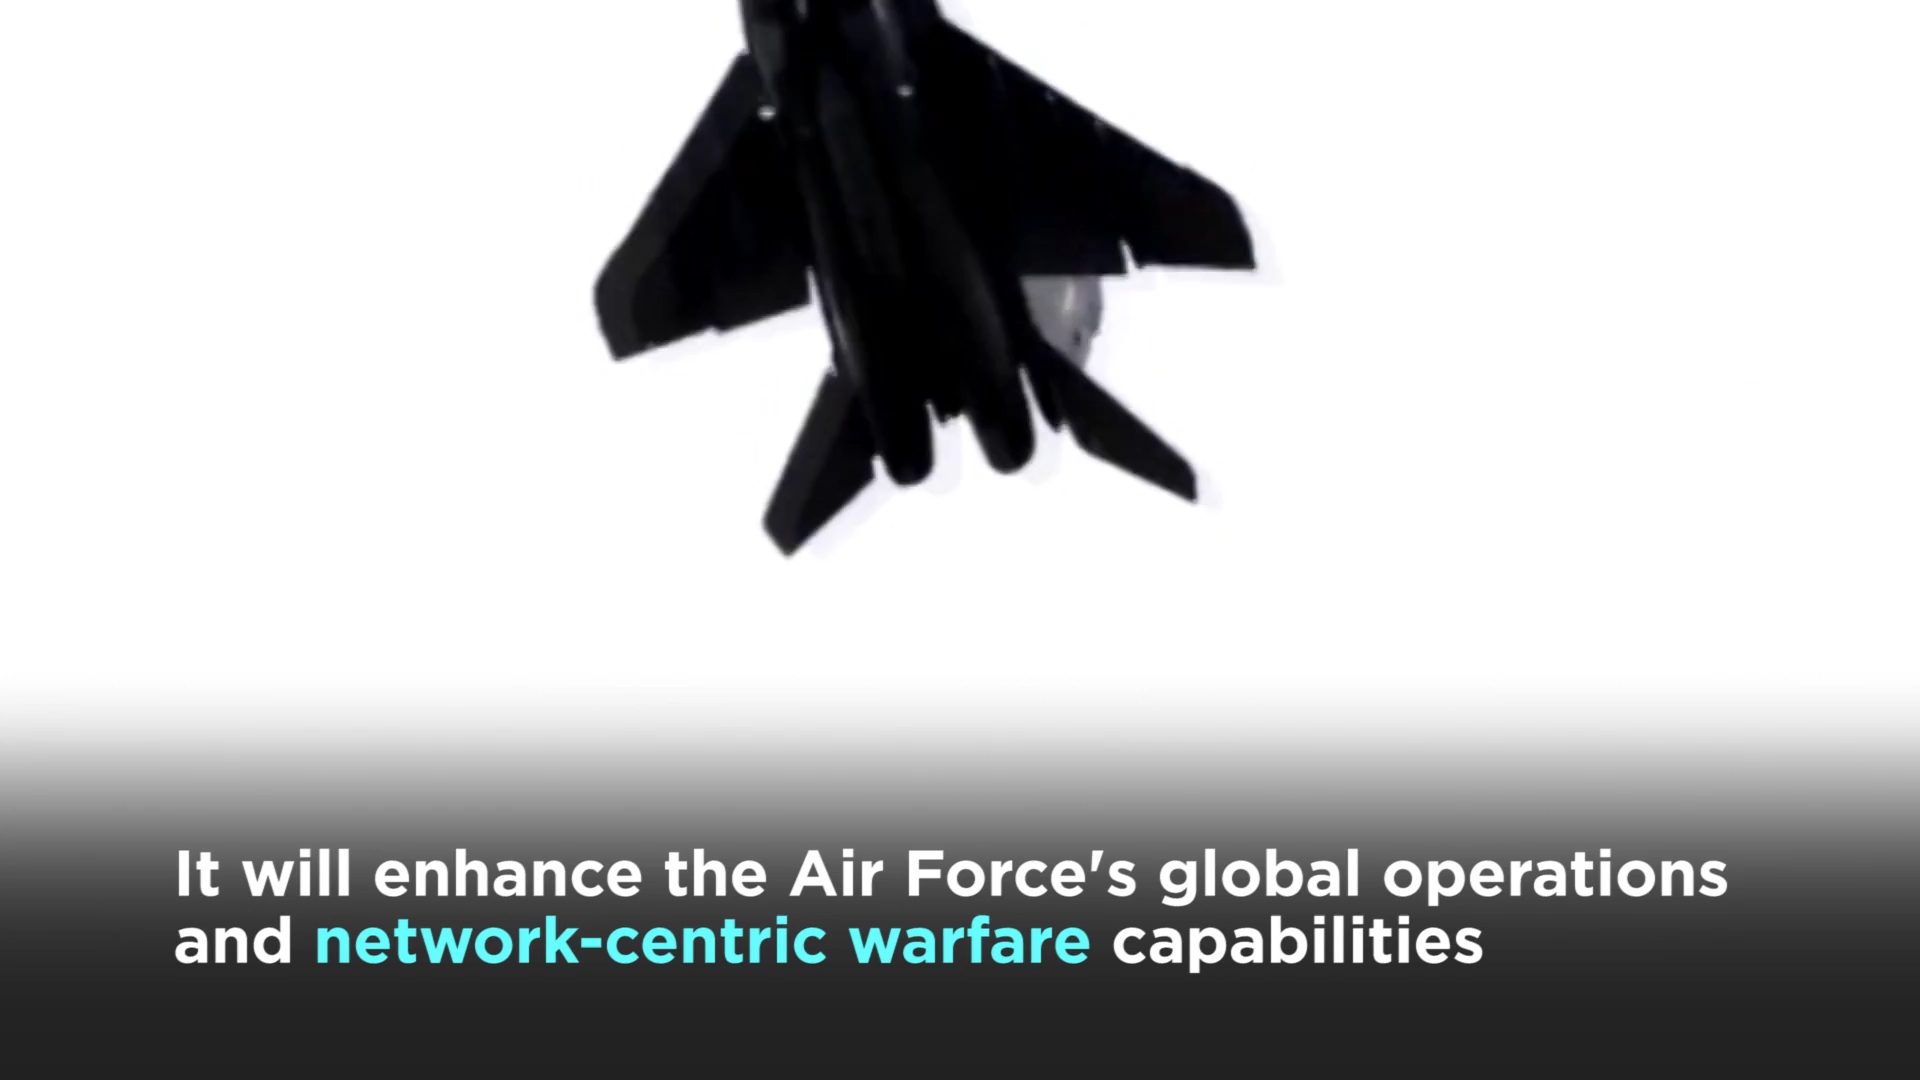 It will enhance the Air Force's global operations
and network-centric warfare capabilities